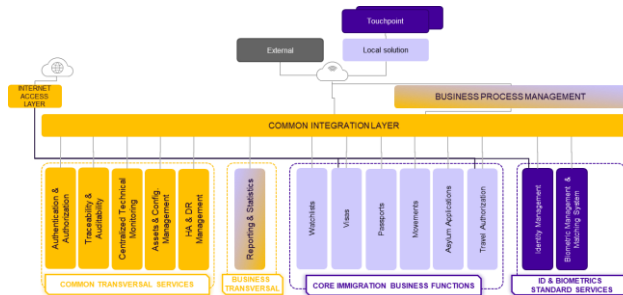 Touchpoint
External
Local solution
INTERNET
ACCESS
LAYER
BUSINESS PROCESS MANAGEMENT
COMMON INTEGRATION LAYER
Authentication &
Authorization
Traceability &
Auditability
Centralized Technical
Monitoring
Assets & Config.
Management
HA & DR
Management
Reporting & Statistics
Watchlists
Visas
Passports
Movements
Asylum Applications
Travel Authorization
Identity Management
Biometric Management &
Matching System
COMMON TRANSVERSAL SERVICES
BUSINESS
TRANSVERSAL
CORE IMMIGRATION BUSINESS FUNCTIONS
ID & BIOMETRICS
STANDARD SERVICES